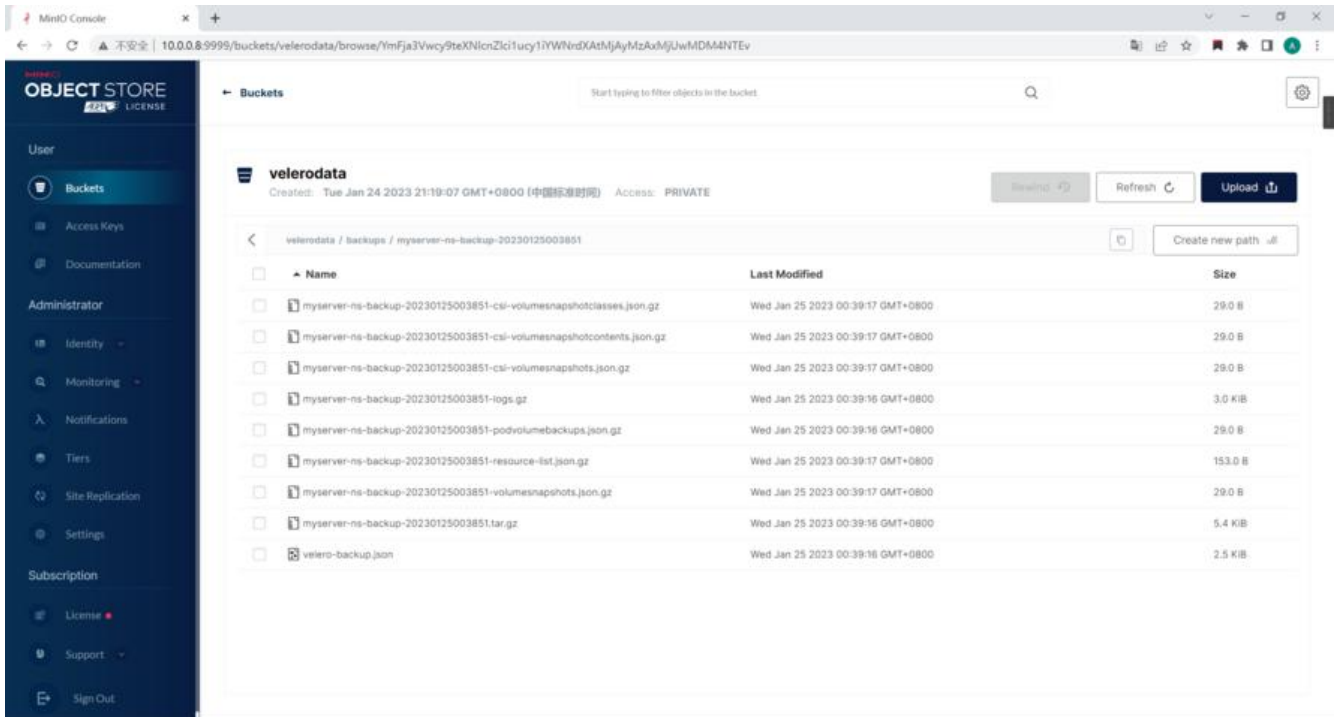 MinIO Console
不安全 | 10.0.0.8:9999/buckets/velerodata/browse/
OBJECT STORE
LICENSE
← Buckets
Start typing to filter objects in the bucket
User
Buckets
Access Keys
Documentation
Administrator
Identity
Monitoring
Notifications
Tiers
Site Replication
Settings
Subscription
License
Support
Sign Out
velerodata
Created: Tue Jan 24 2023 21:19:07 GMT+0800 (中国标准时间) Access: PRIVATE
Rewind
Refresh
Upload
velerodata / backups / myserver-ns-backup-20230125003851
Create new path
Name Last Modified Size
myserver-ns-backup-20230125003851-csi-volumesnapshotclasses.json.gz Wed Jan 25 2023 00:39:17 GMT+0800 29.0 B
myserver-ns-backup-20230125003851-csi-volumesnapshotcontents.json.gz Wed Jan 25 2023 00:39:17 GMT+0800 29.0 B
myserver-ns-backup-20230125003851-csi-volumesnapshots.json.gz Wed Jan 25 2023 00:39:17 GMT+0800 29.0 B
myserver-ns-backup-20230125003851-logs.gz Wed Jan 25 2023 00:39:16 GMT+0800 3.0 KiB
myserver-ns-backup-20230125003851-podvolumebackups.json.gz Wed Jan 25 2023 00:39:16 GMT+0800 29.0 B
myserver-ns-backup-20230125003851-resource-list.json.gz Wed Jan 25 2023 00:39:17 GMT+0800 153.0 B
myserver-ns-backup-20230125003851-volumesnapshots.json.gz Wed Jan 25 2023 00:39:17 GMT+0800 29.0 B
myserver-ns-backup-20230125003851.tar.gz Wed Jan 25 2023 00:39:16 GMT+0800 5.4 KiB
velero-backup.json Wed Jan 25 2023 00:39:16 GMT+0800 2.5 KiB